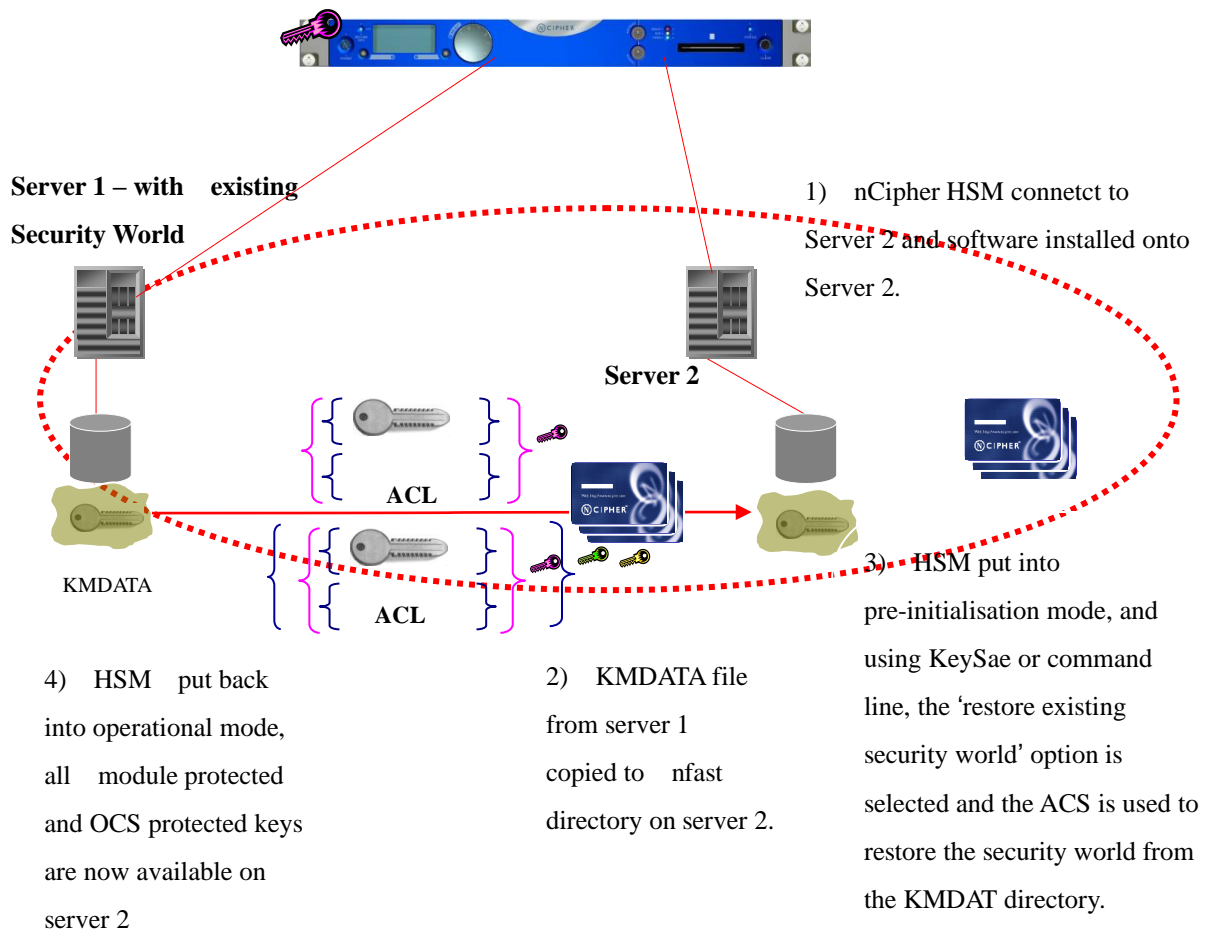 NCIPHER
Server 1 – with existing
Security World
1) nCipher HSM connetct to
Server 2 and software installed onto
Server 2.
Server 2
ACL
NCIPHER
NCIPHER
KMDATA
ACL
3) HSM put into
pre-initialisation mode, and
using KeySae or command
line, the ‘restore existing
security world’ option is
selected and the ACS is used to
restore the security world from
the KMDAT directory.
2) KMDATA file
from server 1
copied to nfast
directory on server 2.
4) HSM put back
into operational mode,
all module protected
and OCS protected keys
are now available on
server 2